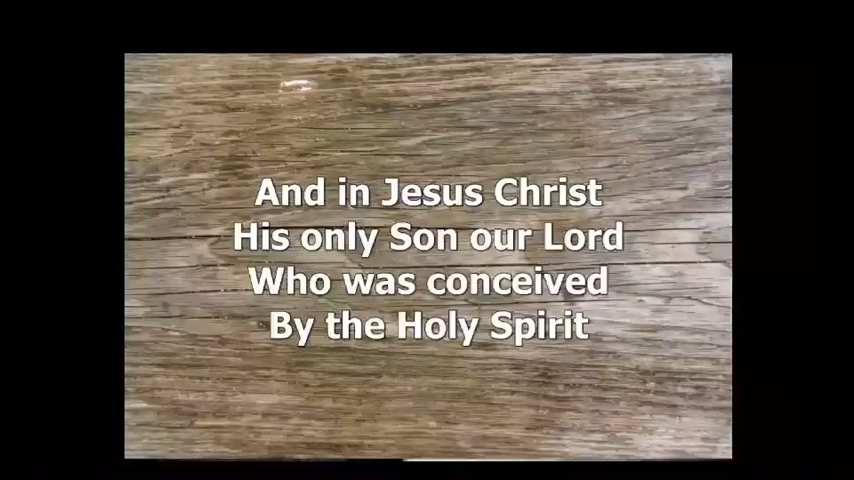 And in Jesus Christ
His only Son our Lord
Who was conceived
By the Holy Spirit